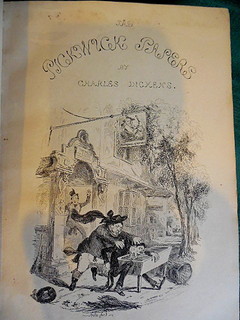 THE
PICKWICK PAPERS
BY
CHARLES DICKENS.